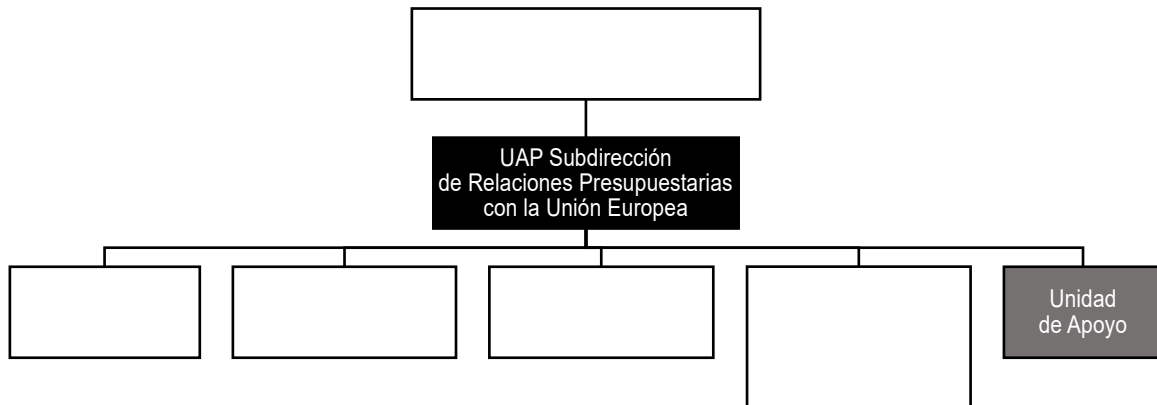 UAP Subdirección
de Relaciones Presupuestarias
con la Unión Europea
Unidad
de Apoyo